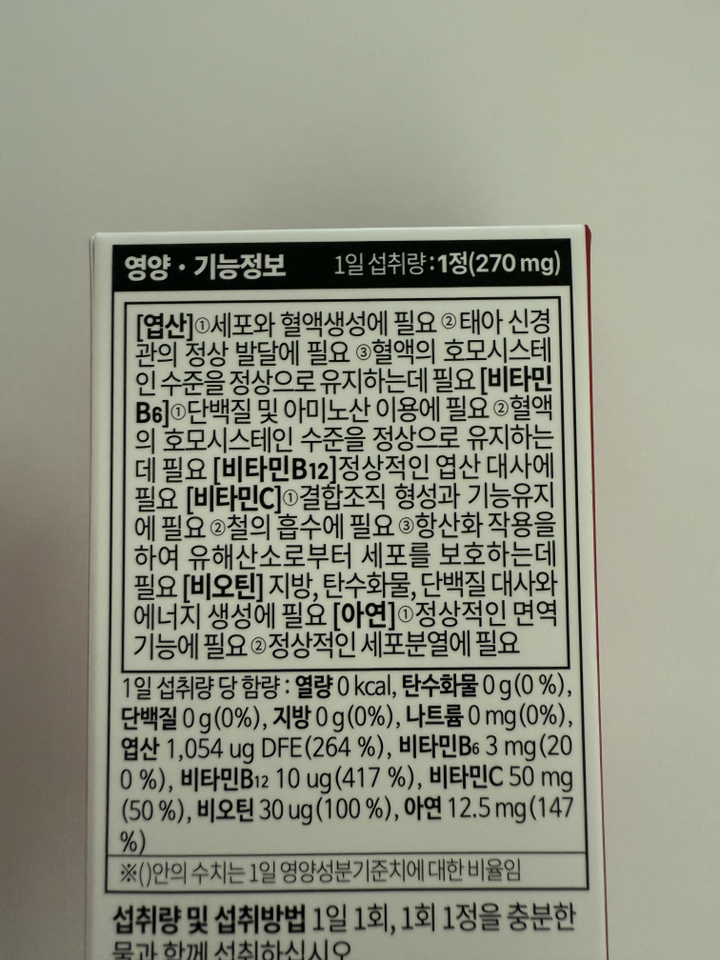 영양·기능정보 1일 섭취량:1정(270 mg)
[엽산]①세포와 혈액생성에 필요 ②태아 신경
관의 정상 발달에 필요 ③혈액의 호모시스테
인 수준을 정상으로 유지하는데 필요 [비타민
B6]①단백질 및 아미노산 이용에 필요 ②혈액
의 호모시스테인 수준을 정상으로 유지하는
데 필요 [비타민B12]정상적인 엽산 대사에
필요 [비타민C]①결합조직 형성과 기능유지
에 필요 ②철의 흡수에 필요 ③항산화 작용을
하여 유해산소로부터 세포를 보호하는데
필요 [비오틴] 지방, 탄수화물, 단백질 대사와
에너지 생성에 필요 [아연]①정상적인 면역
기능에 필요 ②정상적인 세포분열에 필요
1일 섭취량 당 함량 : 열량 0 kcal, 탄수화물 0 g(0 %),
단백질 0 g(0%), 지방 0 g(0%), 나트륨 0 mg(0%),
엽산 1,054 ug DFE(264 %), 비타민B6 3 mg(20
0 %), 비타민B12 10 ug(417 %), 비타민C 50 mg
(50 %), 비오틴 30 ug(100 %), 아연 12.5 mg(147
%)
※()안의 수치는 1일 영양성분기준치에 대한 비율임
섭취량 및 섭취방법 1일 1회, 1회 1정을 충분한
물과 함께 섭취하십시오